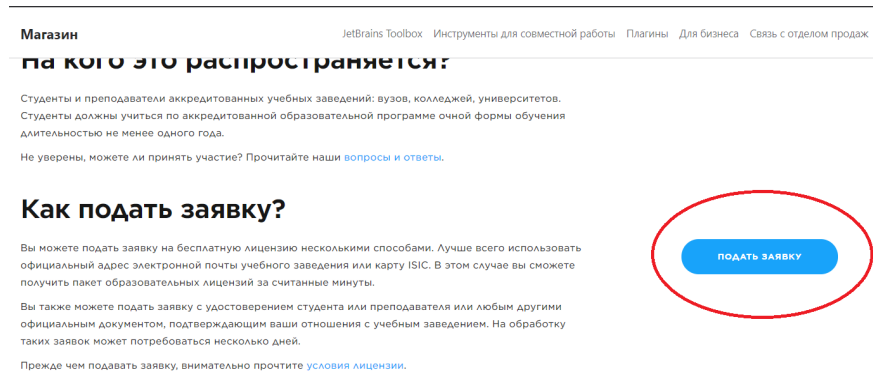 Магазин
JetBrains Toolbox Инструменты для совместной работы Плагины Для бизнеса Связь с отделом продаж
На кого это распространяется?
Студенты и преподаватели аккредитованных учебных заведений: вузов, колледжей, университетов.
Студенты должны учиться по аккредитованной образовательной программе очной формы обучения
длительностью не менее одного года.
Не уверены, можете ли принять участие? Прочитайте наши вопросы и ответы.
Как подать заявку?
Вы можете подать заявку на бесплатную лицензию несколькими способами. Лучше всего использовать
официальный адрес электронной почты учебного заведения или карту ISIC. В этом случае вы сможете
получить пакет образовательных лицензий за считанные минуты.
Вы также можете подать заявку с удостоверением студента или преподавателя или любым другими
официальным документом, подтверждающим ваши отношения с учебным заведением. На обработку
таких заявок может потребоваться несколько дней.
Прежде чем подавать заявку, внимательно прочтите условия лицензии.
ПОДАТЬ ЗАЯВКУ